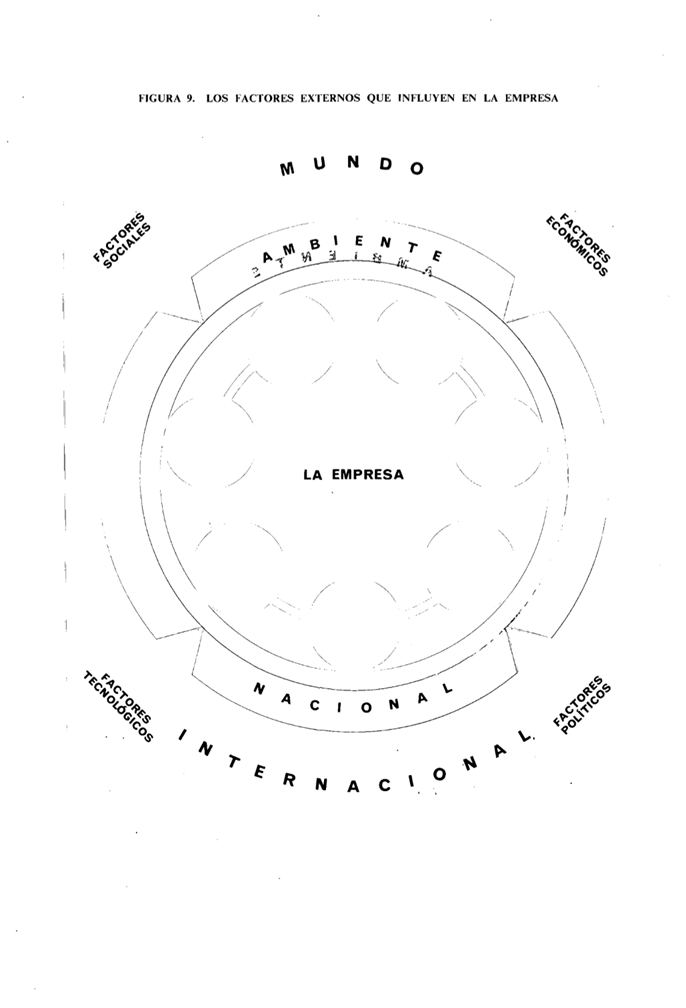 FIGURA 9. LOS FACTORES EXTERNOS QUE INFLUYEN EN LA EMPRESA
MUNDO
FACTORES
SOCIALES
FACTORES
ECONÓMICOS
AMBIENTE
LA EMPRESA
NACIONAL
FACTORES
TECNOLÓGICOS
FACTORES
POLÍTICOS
INTERNACIONAL